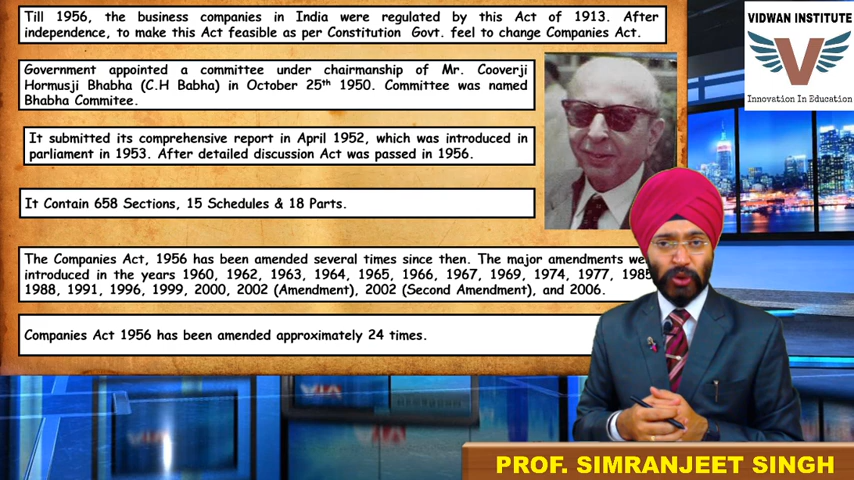 Till 1956, the business companies in India were regulated by this Act of 1913. After
independence, to make this Act feasible as per Constitution Govt. feel to change Companies Act.
Government appointed a committee under chairmanship of Mr. Cooverji
Hormusji Bhabha (C.H Babha) in October 25th 1950. Committee was named
Bhabha Commitee.
It submitted its comprehensive report in April 1952, which was introduced in
parliament in 1953. After detailed discussion Act was passed in 1956.
It Contain 658 Sections, 15 Schedules & 18 Parts.
The Companies Act, 1956 has been amended several times since then. The major amendments we
introduced in the years 1960, 1962, 1963, 1964, 1965, 1966, 1967, 1969, 1974, 1977, 1985
1988, 1991, 1996, 1999, 2000, 2002 (Amendment), 2002 (Second Amendment), and 2006.
Companies Act 1956 has been amended approximately 24 times.
VIDWAN INSTITUTE
V
Innovation In Education
PROF. SIMRANJEET SINGH